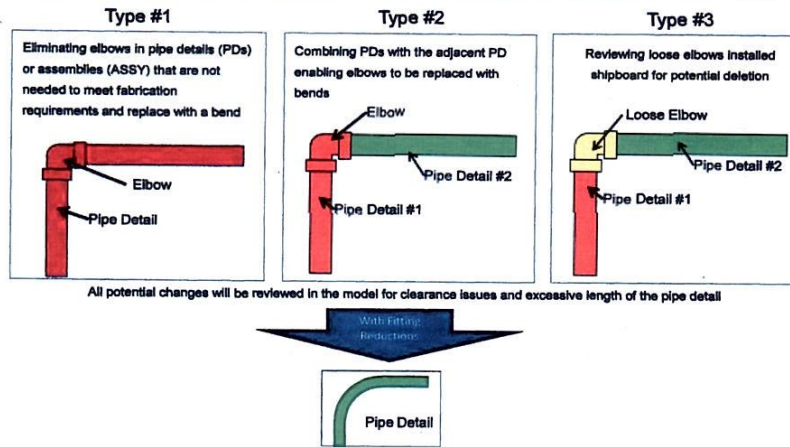 Type #1
Eliminating elbows in pipe details (PDs)
or assemblies (ASSY) that are not
needed to meet fabrication
requirements and replace with a bend
Elbow
Pipe Detail
Type #2
Combining PDs with the adjacent PD
enabling elbows to be replaced with
bends
Elbow
Pipe Detail #2
Pipe Detail #1
Type #3
Reviewing loose elbows installed
shipboard for potential deletion
Loose Elbow
Pipe Detail #2
Pipe Detail #1
All potential changes will be reviewed in the model for clearance issues and excessive length of the pipe detail
With Fitting
Reductions
Pipe Detail